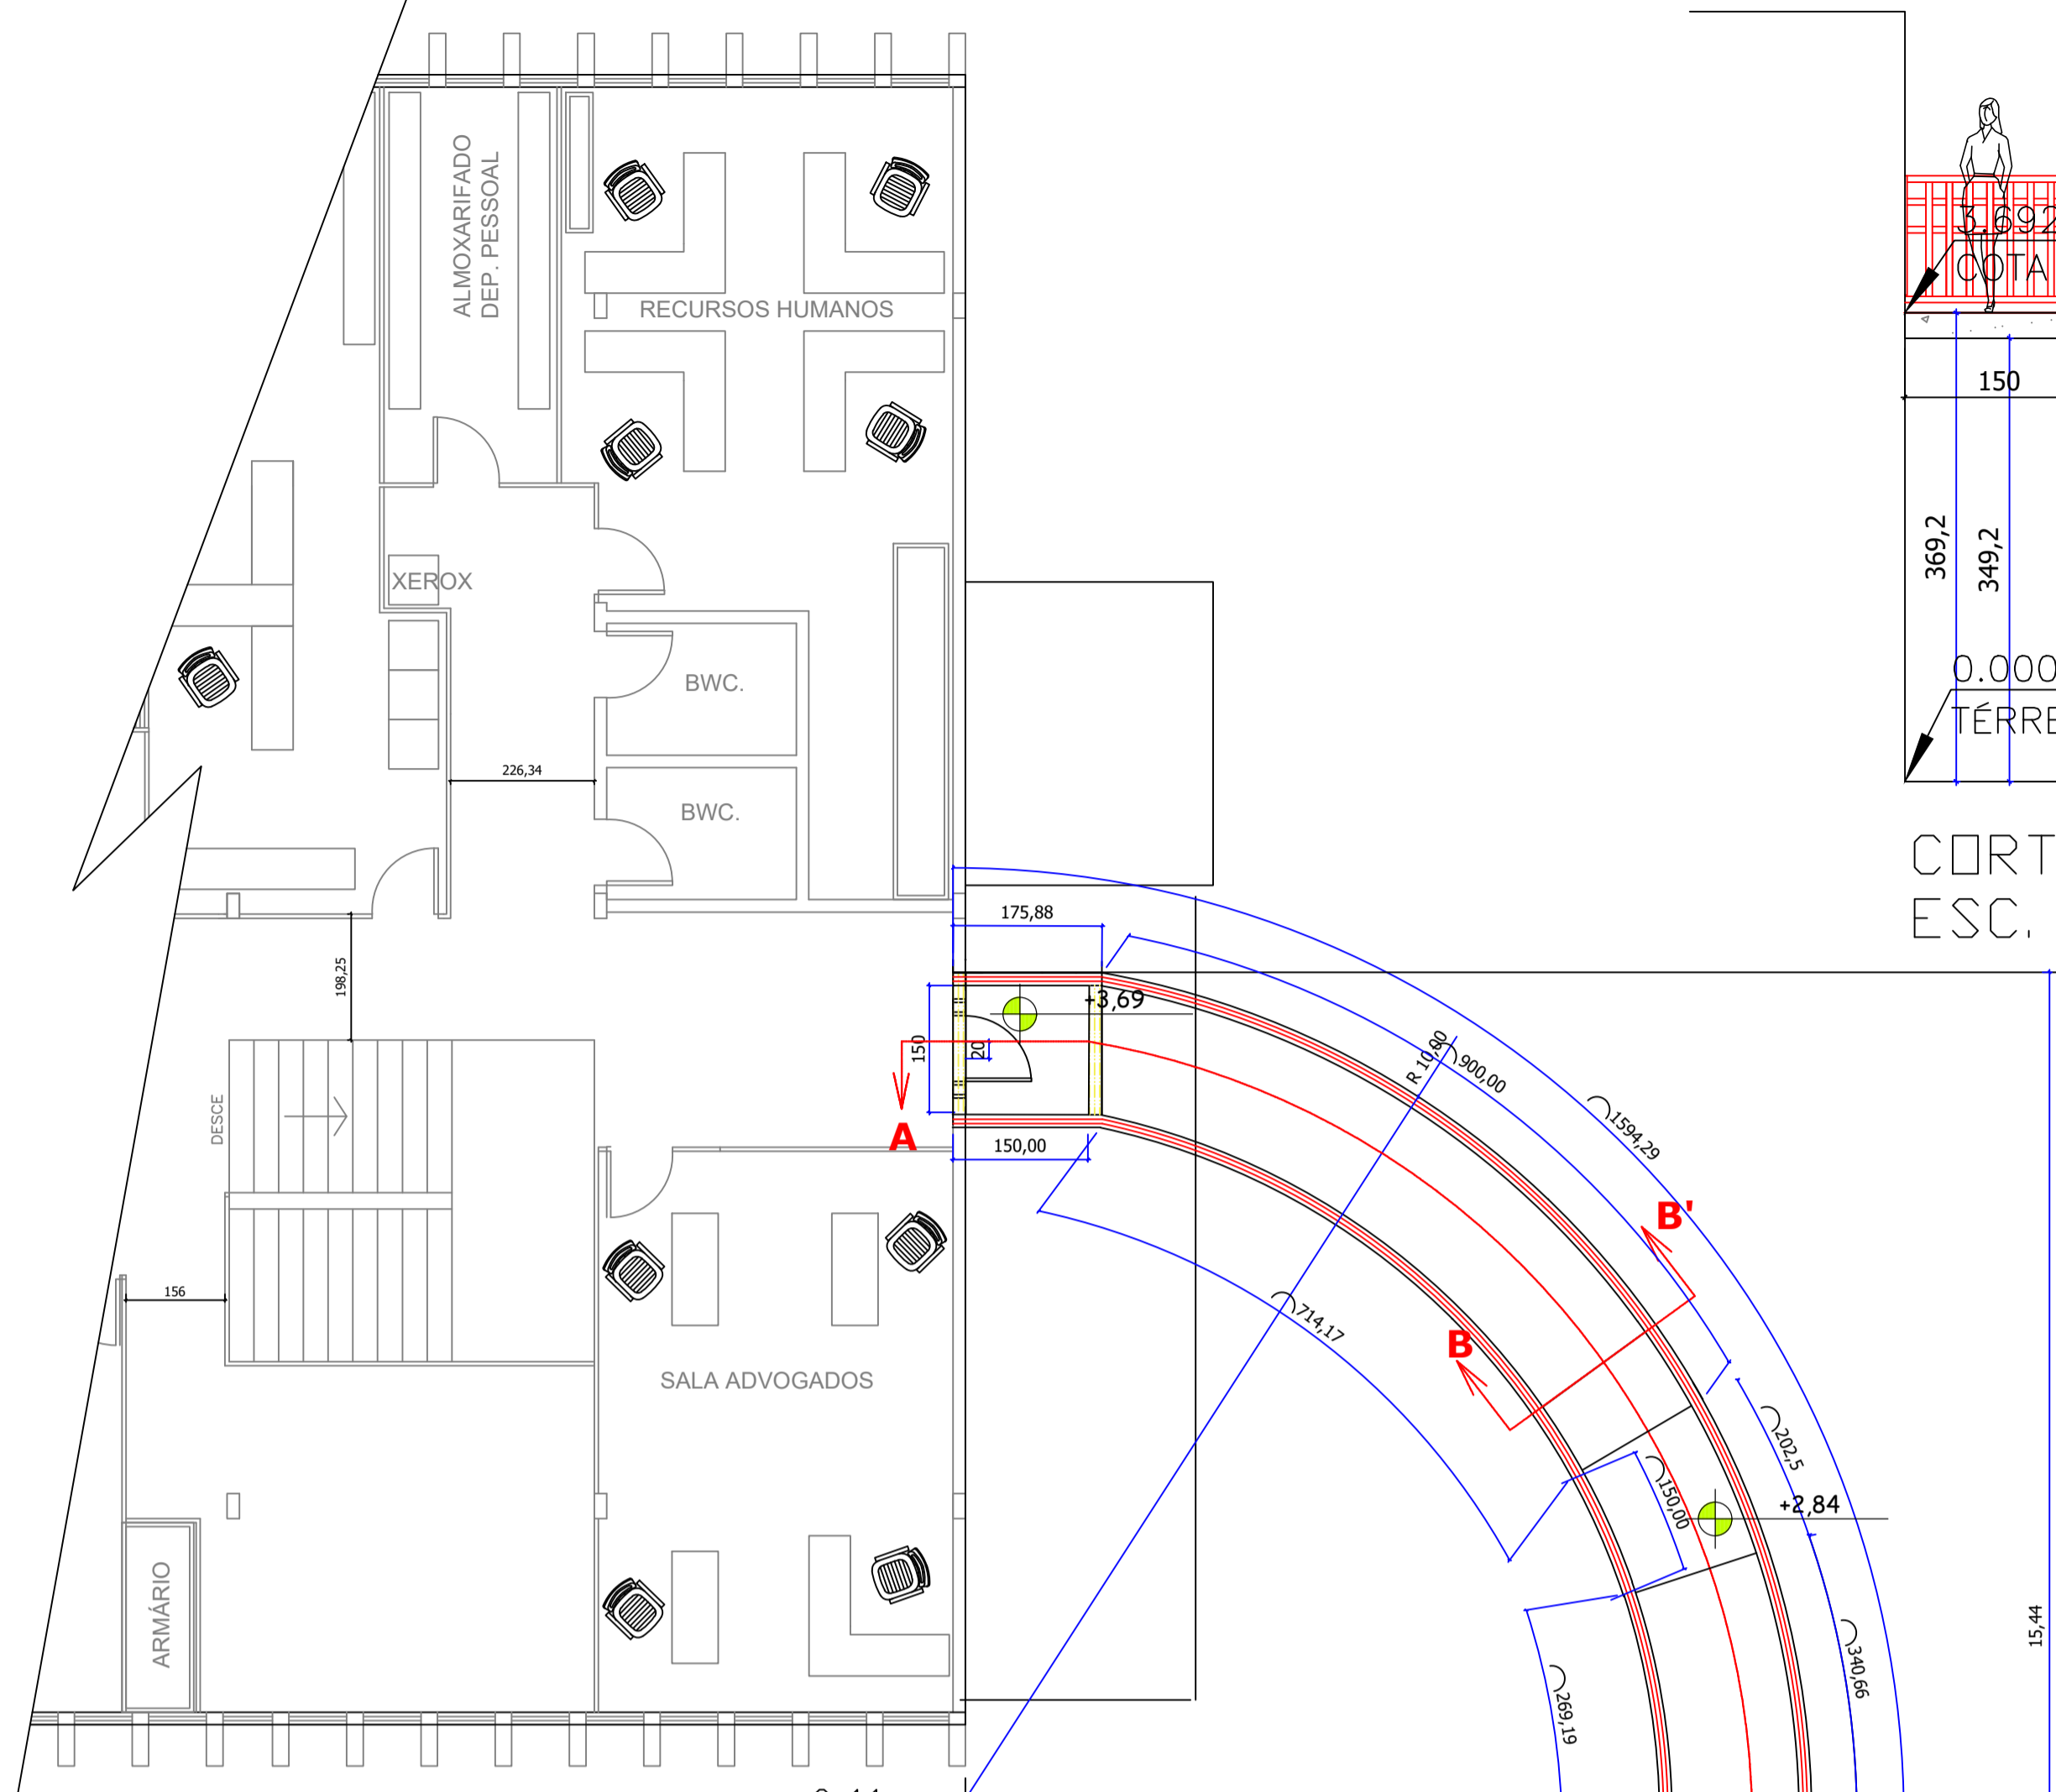 ALMOXARIFADO
DEP. PESSOAL
RECURSOS HUMANOS
3.692
COTA
150
369,2
349,2
XEROX
0.000
TÉRRE
BWC.
226,34
BWC.
CORT
ESC.
175,88
198,25
+3,69
150
20
R 10,80
900,00
1594,29
DESCE
A
150,00
B'
156
714,17
B
SALA ADVOGADOS
202,5
150,00
+2,84
ARMÁRIO
15,44
340,66
269,19